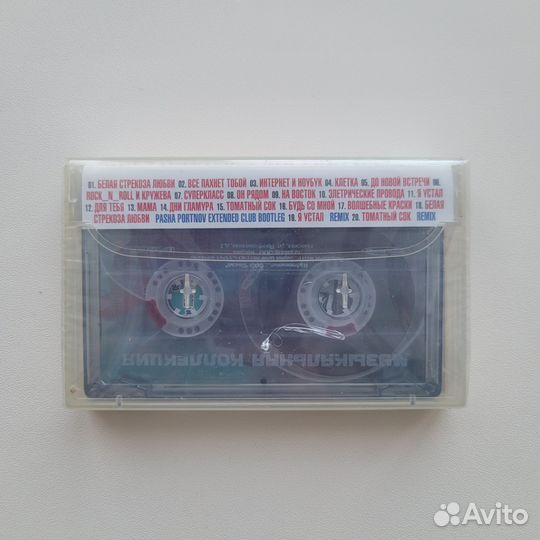 01. БЕЛАЯ СТРЕКОЗА ЛЮБВИ 02. ВСЕ ПАХНЕТ ТОБОЙ 03. ИНТЕРНЕТ И НОУБУК 04. КЛЕТКА 05. ДО НОВОЙ ВСТРЕЧИ 06.
ROCK_N_ROLL И КРУЖЕВА 07. СУПЕРКЛАСС 08. ОН РЯДОМ 09. НА ВОСТОК 10. ЭЛЕТРИЧЕСКИЕ ПРОВОДА 11. Я УСТАЛ
12. ДЛЯ ТЕБЯ 13. МАМА 14. ДНИ ГЛАМУРА 15. ТОМАТНЫЙ СОК 16. БУДЬ СО МНОЙ 17. ВОЛШЕБНЫЕ КРАСКИ 18. БЕЛАЯ
СТРЕКОЗА ЛЮБВИ PASHA PORTNOV EXTENDED CLUB BOOTLEG 19. Я УСТАЛ REMIX 20. ТОМАТНЫЙ СОК REMIX
МУЗЫКАЛЬНАЯ КОЛЛЕКЦИЯ
Avito